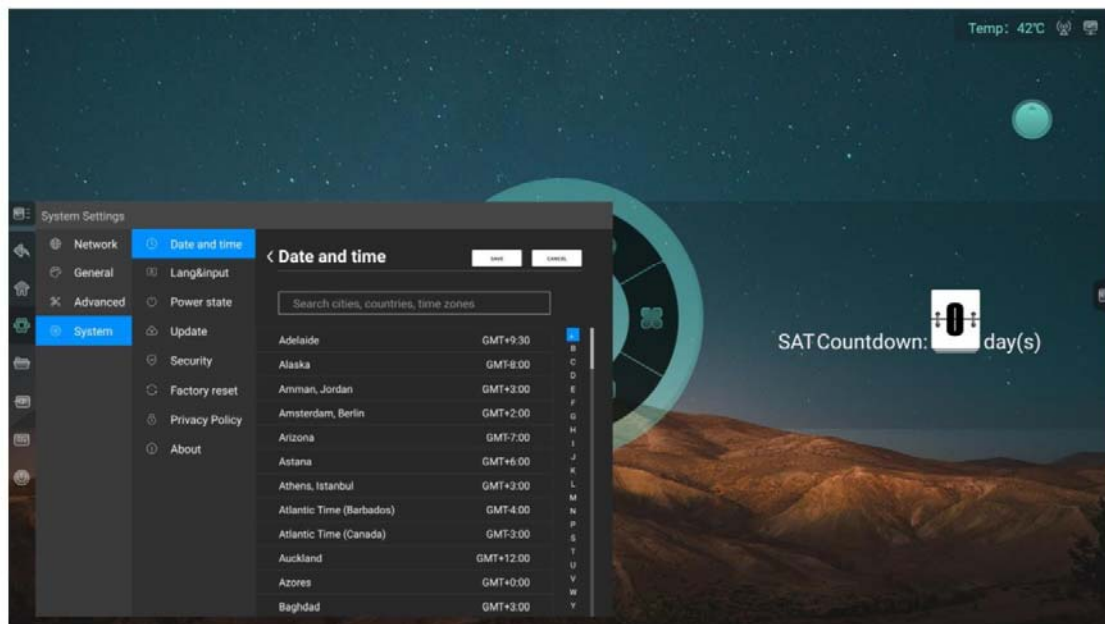 Temp: 42℃
System Settings
Network
General
Advanced
System
Date and time
Lang&input
Power state
Update
Security
Factory reset
Privacy Policy
About
Date and time
SAVE
CANCEL
Search cities, countries, time zones
Adelaide GMT+9:30
Alaska GMT-8:00
Amman, Jordan GMT+3:00
Amsterdam, Berlin GMT+2:00
Arizona GMT-7:00
Astana GMT+6:00
Athens, Istanbul GMT+3:00
Atlantic Time (Barbados) GMT-4:00
Atlantic Time (Canada) GMT-3:00
Auckland GMT+12:00
Azores GMT+0:00
Baghdad GMT+3:00
A
B
C
D
E
F
G
H
I
J
K
L
M
N
P
S
T
U
V
W
Y
SAT Countdown: 0 day(s)